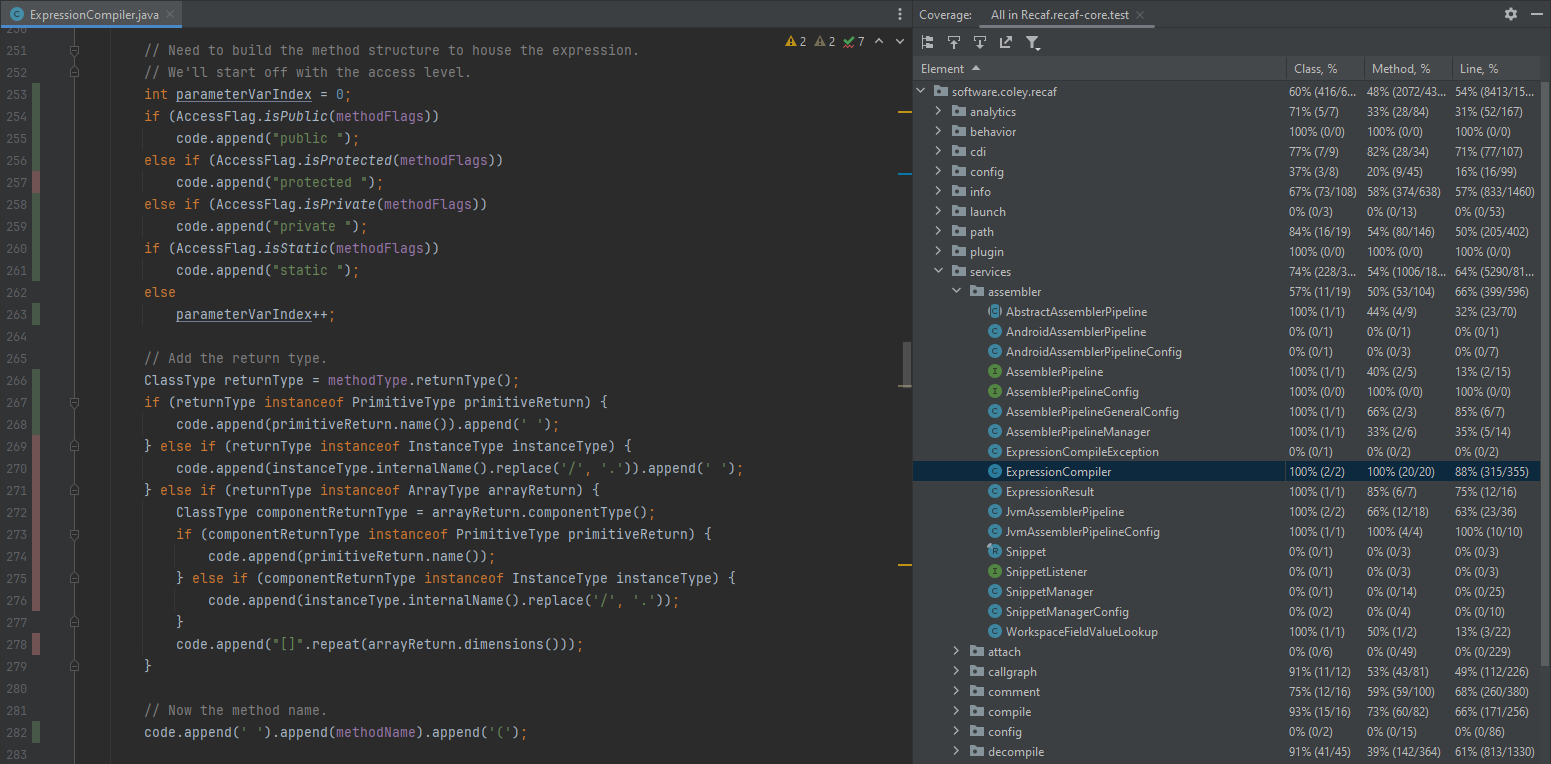 ExpressionCompiler.java
250
251 // Need to build the method structure to house the expression.
252 // We'll start off with the access level.
253 int parameterVarIndex = 0;
254 if (AccessFlag.isPublic(methodFlags))
255 code.append("public ");
256 else if (AccessFlag.isProtected(methodFlags))
257 code.append("protected ");
258 else if (AccessFlag.isPrivate(methodFlags))
259 code.append("private ");
260 if (AccessFlag.isStatic(methodFlags))
261 code.append("static ");
262 else
263 parameterVarIndex++;
264
265 // Add the return type.
266 ClassType returnType = methodType.returnType();
267 if (returnType instanceof PrimitiveType primitiveReturn) {
268 code.append(primitiveReturn.name()).append(' ');
269 } else if (returnType instanceof InstanceType instanceType) {
270 code.append(instanceType.internalName().replace('/', '.')).append(' ');
271 } else if (returnType instanceof ArrayType arrayReturn) {
272 ClassType componentReturnType = arrayReturn.componentType();
273 if (componentReturnType instanceof PrimitiveType primitiveReturn) {
274 code.append(primitiveReturn.name());
275 } else if (componentReturnType instanceof InstanceType instanceType) {
276 code.append(instanceType.internalName().replace('/', '.'));
277 }
278 code.append("[]".repeat(arrayReturn.dimensions()));
279 }
280
281 // Now the method name.
282 code.append(' ').append(methodName).append('(');
283
2 2 7
Coverage: All in Recaf.recaf-core.test
Element Class, % Method, % Line, %
software.coley.recaf 60% (416/6... 48% (2072/43... 54% (8413/15...
analytics 71% (5/7) 33% (28/84) 31% (52/167)
behavior 100% (0/0) 100% (0/0) 100% (0/0)
cdi 77% (7/9) 82% (28/34) 71% (77/107)
config 37% (3/8) 20% (9/45) 16% (16/99)
info 67% (73/108) 58% (374/638) 57% (833/1460)
launch 0% (0/3) 0% (0/13) 0% (0/53)
path 84% (16/19) 54% (80/146) 50% (205/402)
plugin 100% (0/0) 100% (0/0) 100% (0/0)
services 74% (228/3... 54% (1006/18... 64% (5290/81...
assembler 57% (11/19) 50% (53/104) 66% (399/596)
AbstractAssemblerPipeline 100% (1/1) 44% (4/9) 32% (23/70)
AndroidAssemblerPipeline 0% (0/1) 0% (0/1) 0% (0/1)
AndroidAssemblerPipelineConfig 0% (0/1) 0% (0/3) 0% (0/7)
AssemblerPipeline 100% (1/1) 40% (2/5) 13% (2/15)
AssemblerPipelineConfig 100% (0/0) 100% (0/0) 100% (0/0)
AssemblerPipelineGeneralConfig 100% (1/1) 66% (2/3) 85% (6/7)
AssemblerPipelineManager 100% (1/1) 33% (2/6) 35% (5/14)
ExpressionCompileException 0% (0/1) 0% (0/2) 0% (0/2)
ExpressionCompiler 100% (2/2) 100% (20/20) 88% (315/355)
ExpressionResult 100% (1/1) 85% (6/7) 75% (12/16)
JvmAssemblerPipeline 100% (2/2) 66% (12/18) 63% (23/36)
JvmAssemblerPipelineConfig 100% (1/1) 100% (4/4) 100% (10/10)
Snippet 0% (0/1) 0% (0/3) 0% (0/3)
SnippetListener 0% (0/1) 0% (0/3) 0% (0/3)
SnippetManager 0% (0/1) 0% (0/14) 0% (0/25)
SnippetManagerConfig 0% (0/2) 0% (0/4) 0% (0/10)
WorkspaceFieldValueLookup 100% (1/1) 50% (1/2) 13% (3/22)
attach 0% (0/6) 0% (0/49) 0% (0/229)
callgraph 91% (11/12) 53% (43/81) 49% (112/226)
comment 75% (12/16) 59% (59/100) 68% (260/380)
compile 93% (15/16) 73% (60/82) 66% (171/256)
config 0% (0/2) 0% (0/15) 0% (0/86)
decompile 91% (41/45) 39% (142/364) 61% (813/1330)